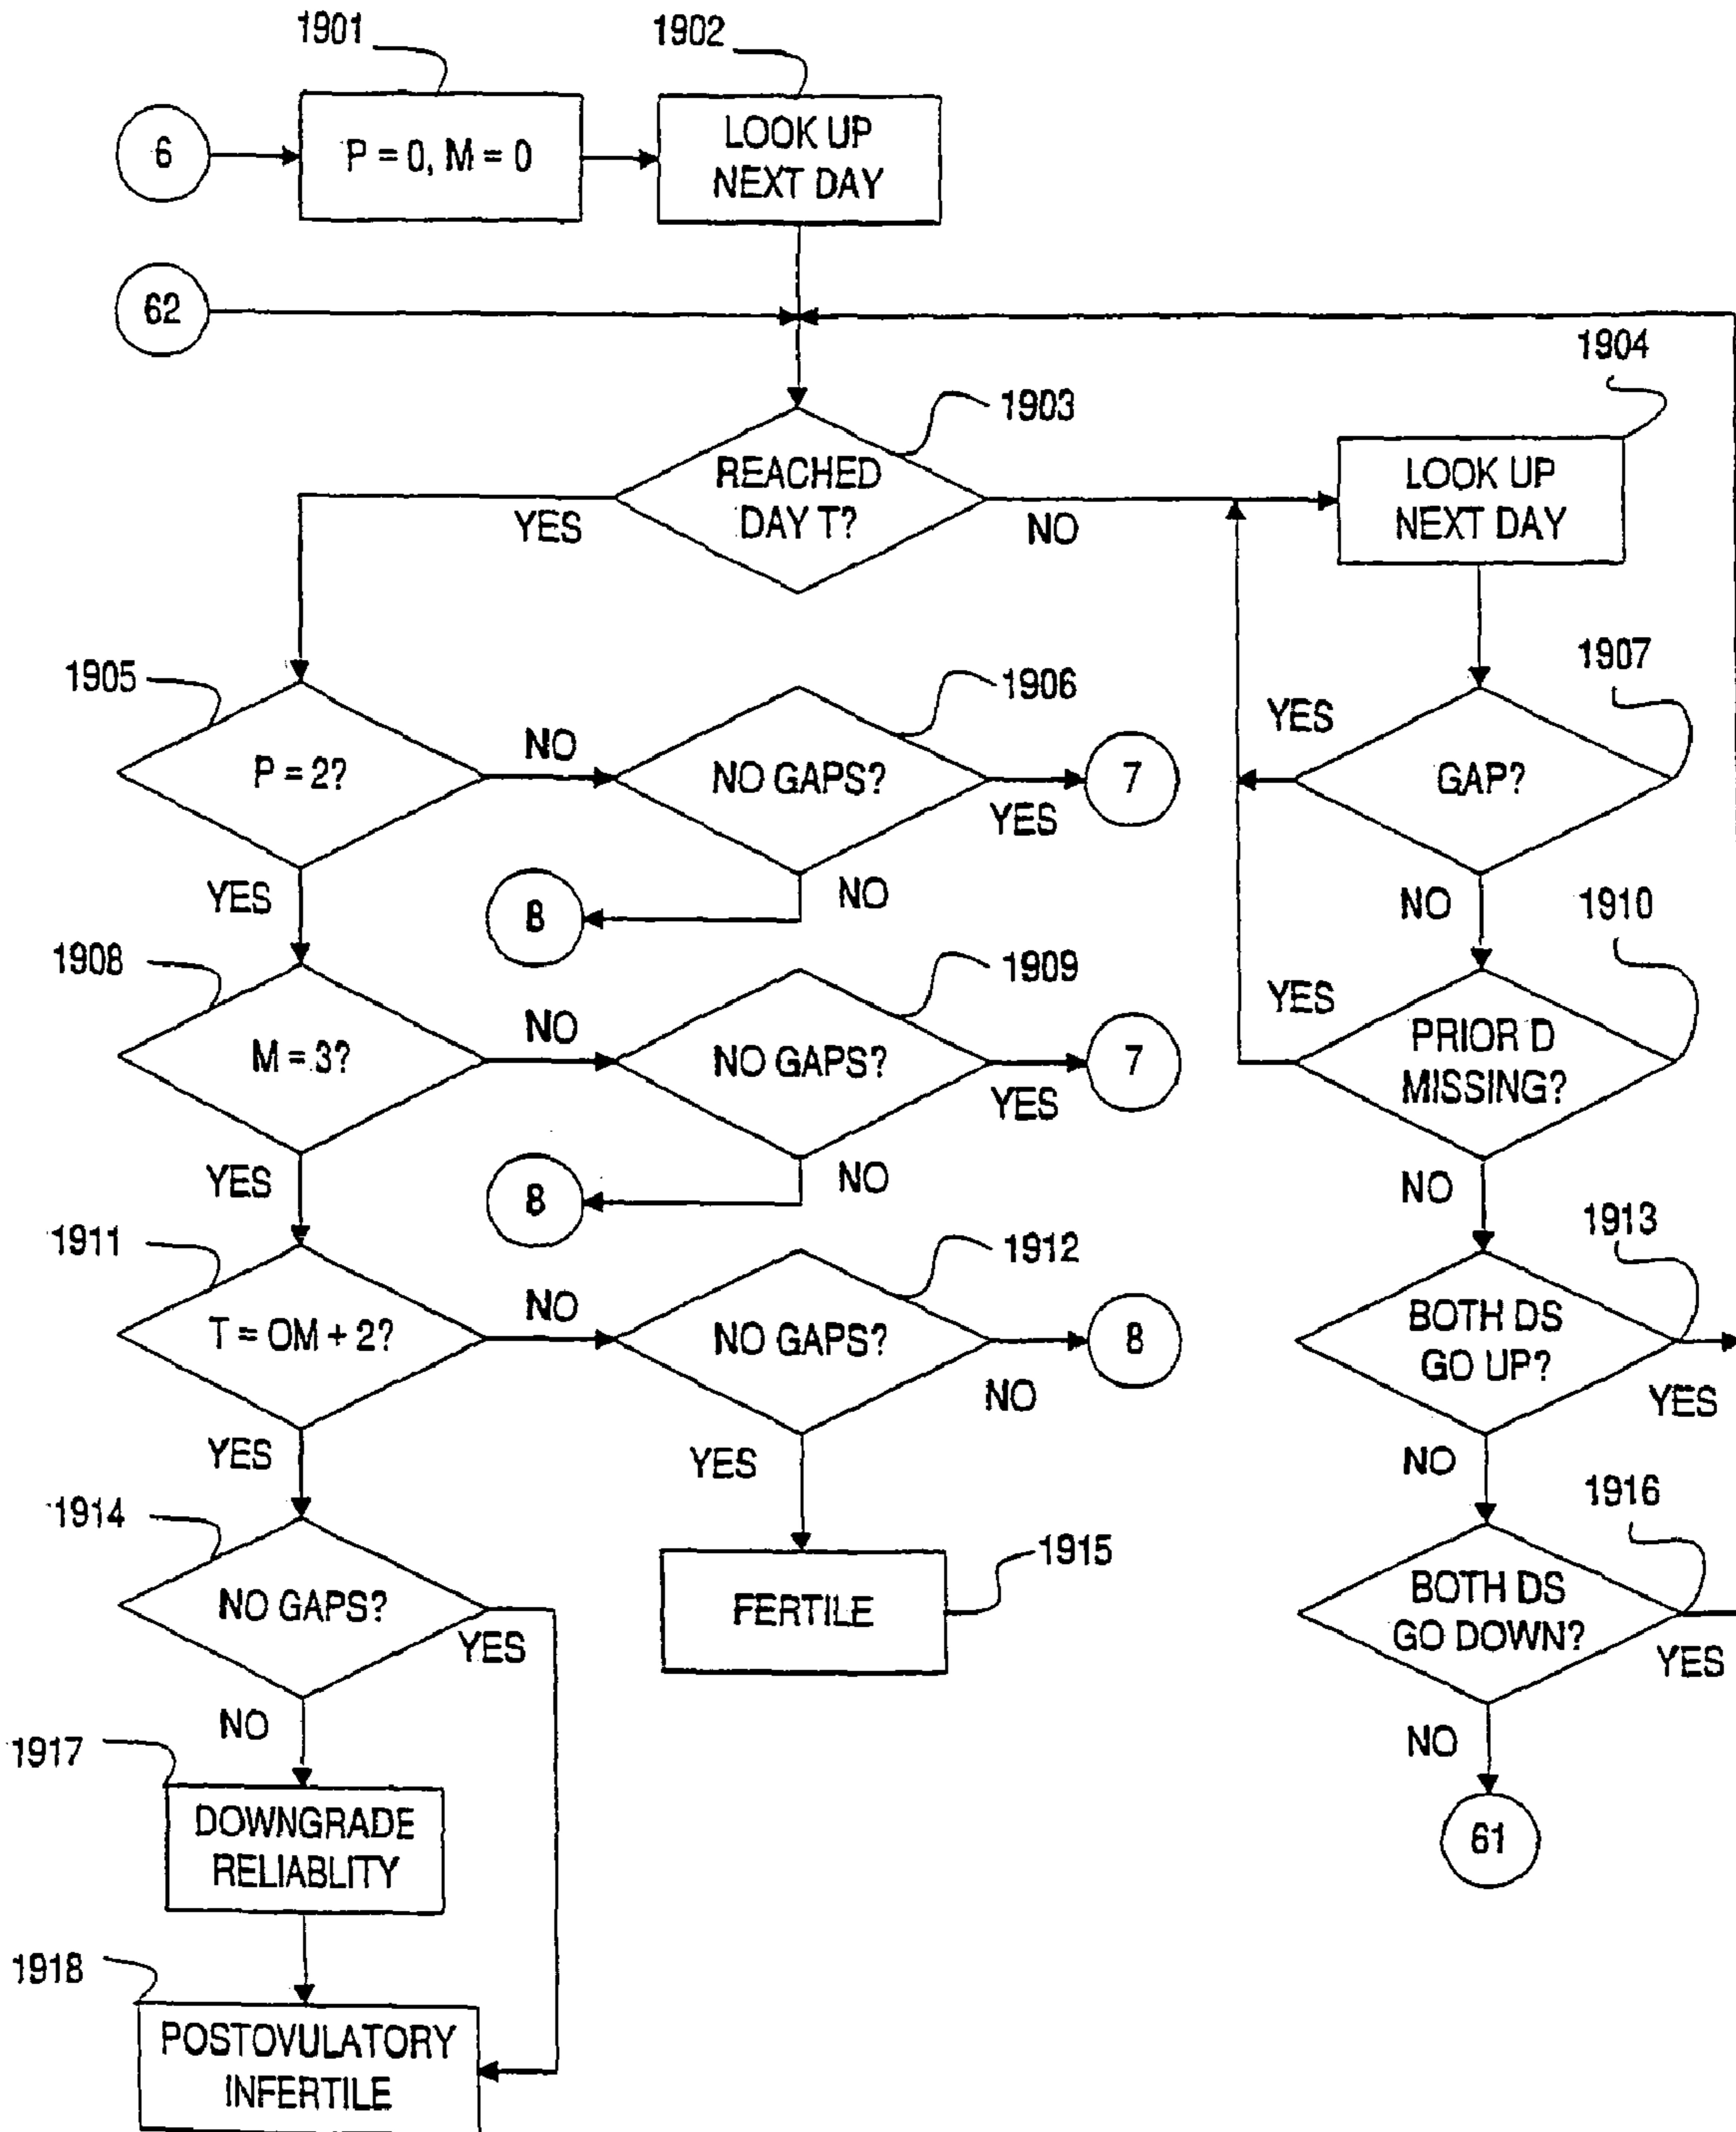 1901
1902
6
P = 0, M = 0
LOOK UP
NEXT DAY
62
1904
1903
REACHED
DAY T?
YES
NO
LOOK UP
NEXT DAY
1905
1906
1907
P = 2?
NO
NO GAPS?
YES
7
YES
GAP?
YES
8
NO
NO
1908
1909
1910
M = 3?
NO
NO GAPS?
YES
7
YES
PRIOR D
MISSING?
YES
8
NO
NO
1911
1912
1913
T = OM + 2?
NO
NO GAPS?
NO
8
BOTH DS
GO UP?
YES
YES
YES
NO
1914
1915
1916
NO GAPS?
YES
FERTILE
BOTH DS
GO DOWN?
YES
NO
NO
1917
DOWNGRADE
RELIABLITY
61
1918
POSTOVULATORY
INFERTILE